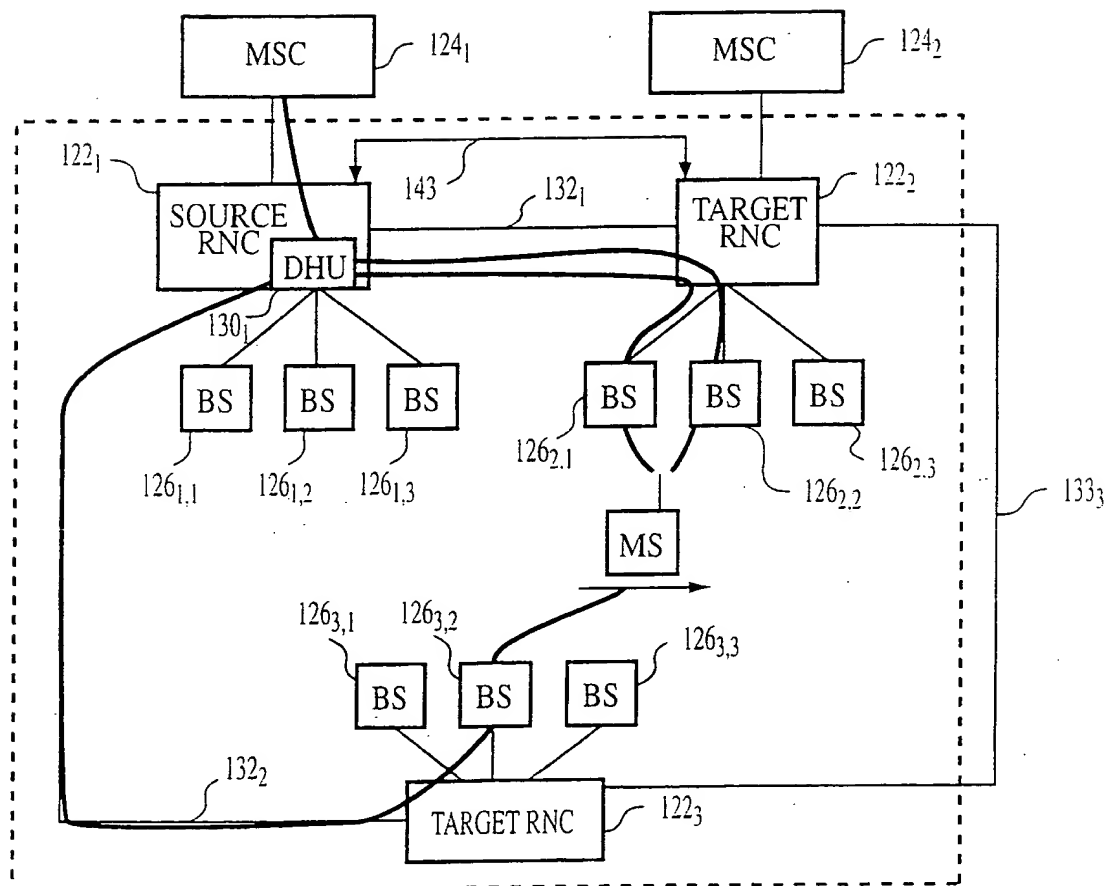 MSC
124₁
MSC
124₂
122₁
143
132₁
122₂
SOURCE
RNC
TARGET
RNC
DHU
130₁
BS
BS
BS
BS
BS
BS
126₁,₁
126₁,₂
126₁,₃
126₂.₁
126₂.₂
126₂.₃
133₃
MS
126₃,₁
126₃,₂
126₃,₃
BS
BS
BS
132₂
TARGET RNC
122₃